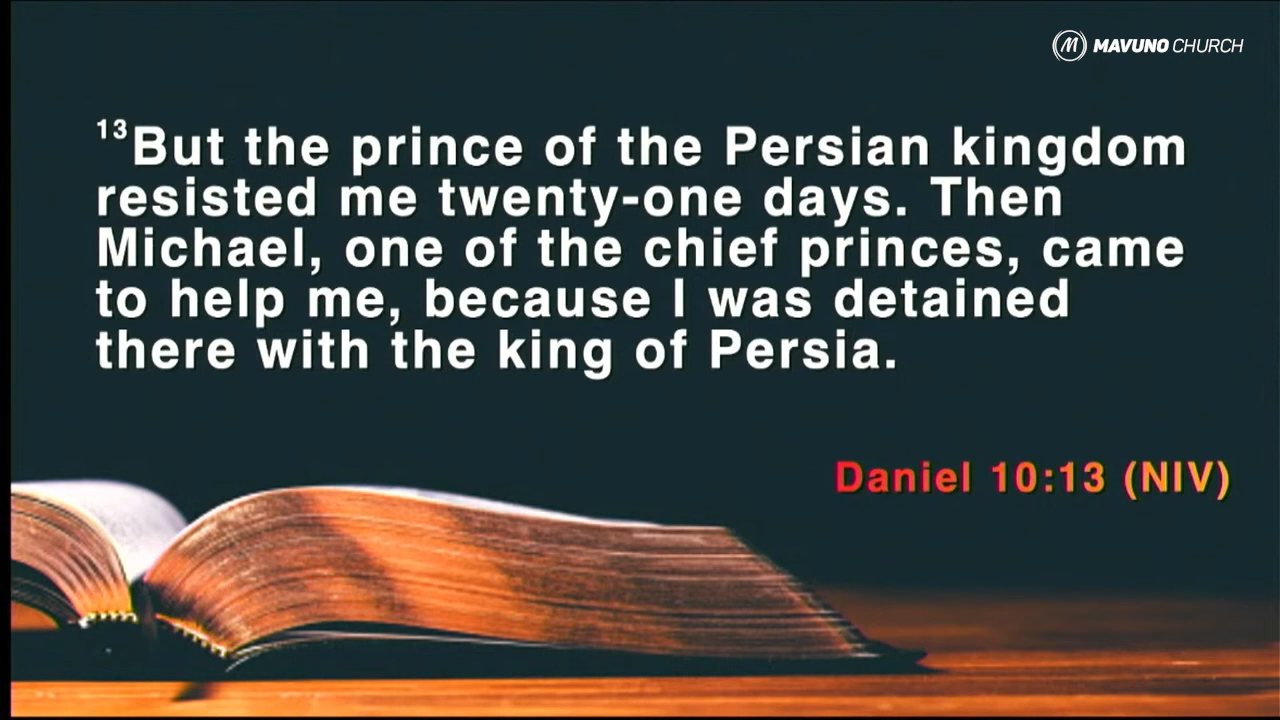 MAVUNO CHURCH
13But the prince of the Persian kingdom
resisted me twenty-one days. Then
Michael, one of the chief princes, came
to help me, because I was detained
there with the king of Persia.
Daniel 10:13 (NIV)